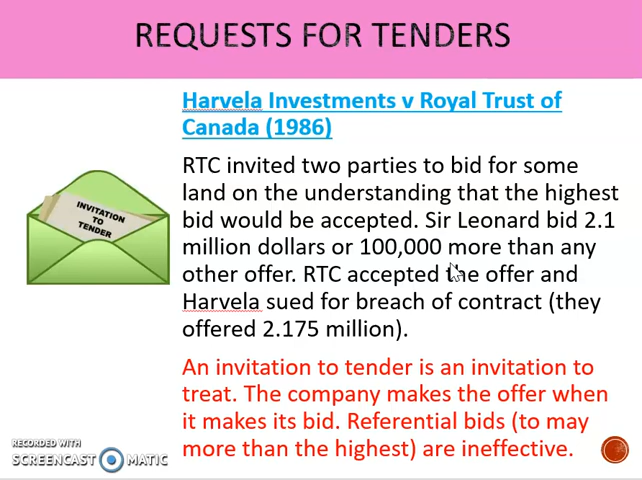 REQUESTS FOR TENDERS
Harvela Investments v Royal Trust of
Canada (1986)
RTC invited two parties to bid for some
land on the understanding that the highest
bid would be accepted. Sir Leonard bid 2.1
million dollars or 100,000 more than any
other offer. RTC accepted the offer and
Harvela sued for breach of contract (they
offered 2.175 million).
An invitation to tender is an invitation to
treat. The company makes the offer when
it makes its bid. Referential bids (to may
more than the highest) are ineffective.
INVITATION
TO
TENDER
RECORDED WITH
SCREENCAST MATIC